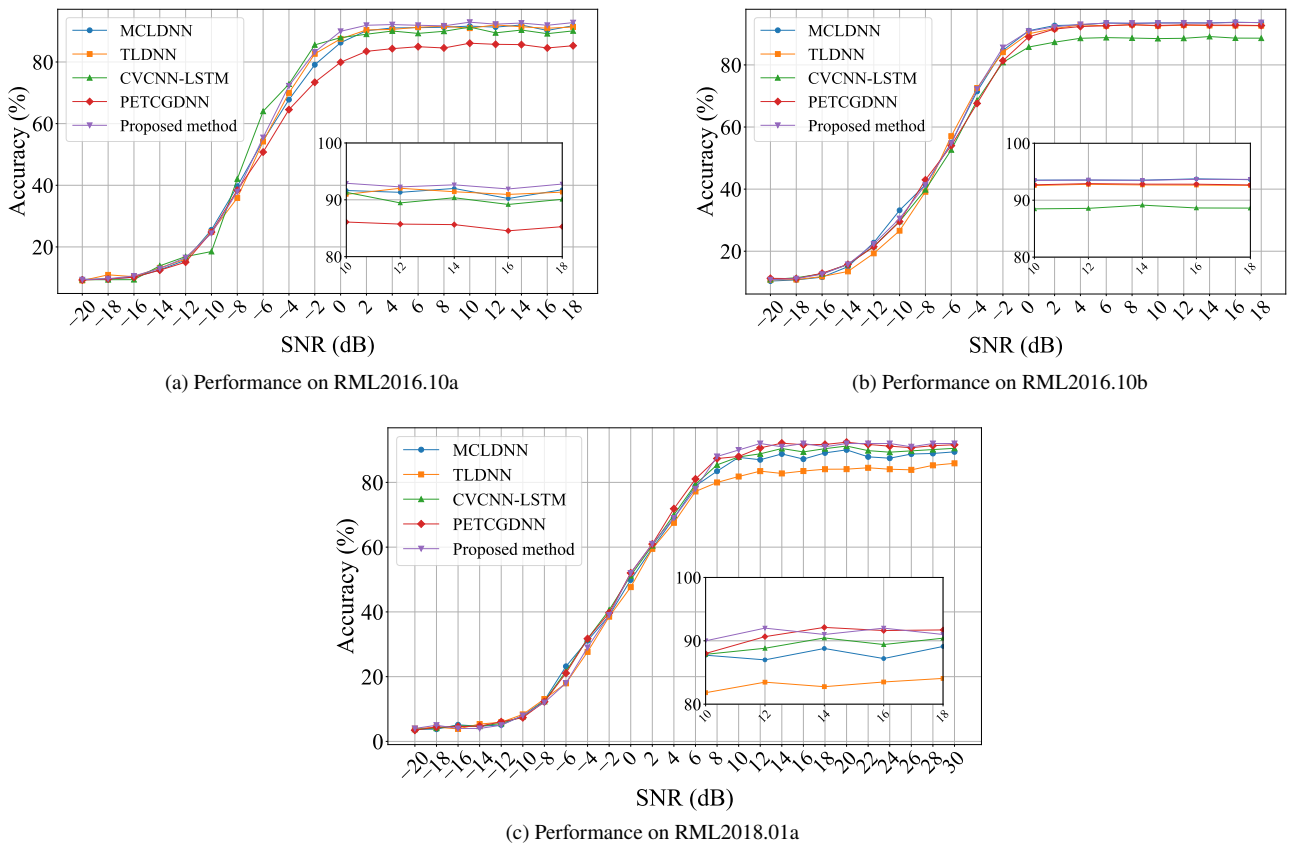 MCLDNN
TLDNN
CVCNN-LSTM
PETCGDNN
Proposed method
Accuracy (%)
80
60
40
20
100
90
80
10 12 14 16 18
−20 −18 −16 −14 −12 −10 −8 −6 −4 −2 0 2 4 6 8 10 12 14 16 18
SNR (dB)
(a) Performance on RML2016.10a
MCLDNN
TLDNN
CVCNN-LSTM
PETCGDNN
Proposed method
Accuracy (%)
80
60
40
20
100
90
80
10 12 14 16 18
−20 −18 −16 −14 −12 −10 −8 −6 −4 −2 0 2 4 6 8 10 12 14 16 18
SNR (dB)
(b) Performance on RML2016.10b
MCLDNN
TLDNN
CVCNN-LSTM
PETCGDNN
Proposed method
Accuracy (%)
80
60
40
20
0
100
90
80
10 12 14 16 18
−20 −18 −16 −14 −12 −10 −8 −6 −4 −2 0 2 4 6 8 10 12 14 16 18 20 22 24 26 28 30
SNR (dB)
(c) Performance on RML2018.01a